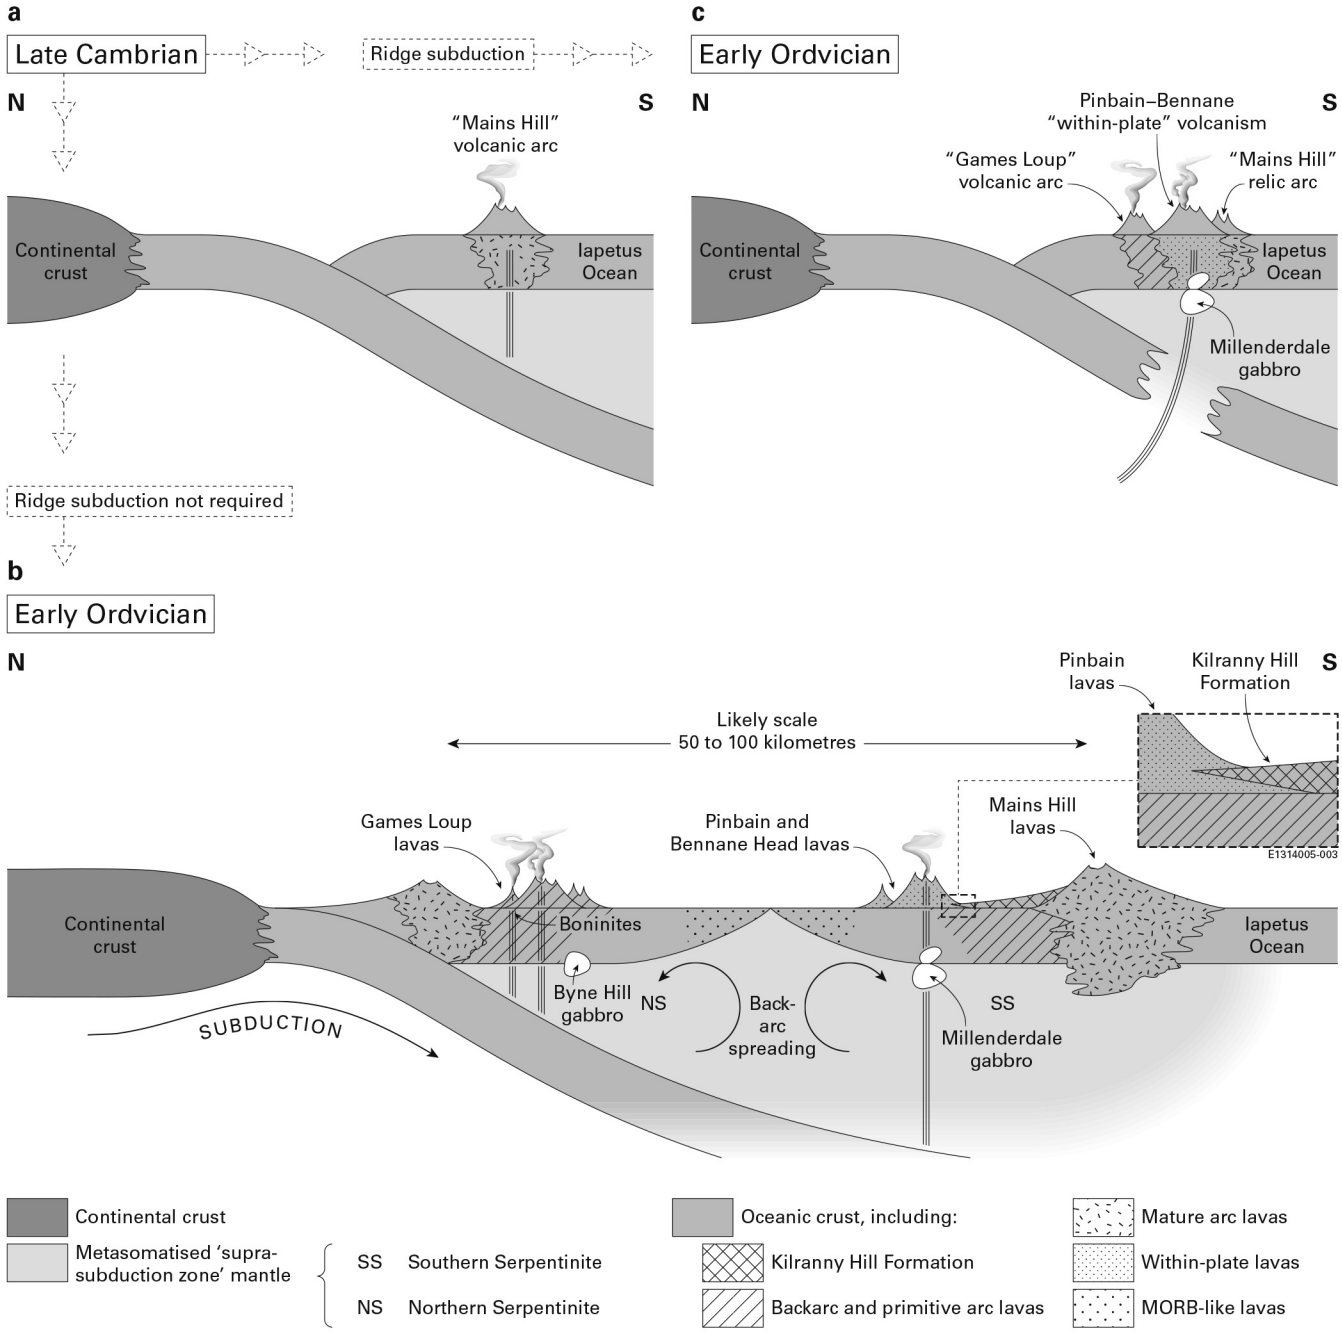 a
Late Cambrian
Ridge subduction
N
S
“Mains Hill”
volcanic arc
Continental
crust
Iapetus
Ocean
Ridge subduction not required
c
Early Ordvician
N
S
Pinbain–Bennane
“within-plate” volcanism
“Games Loup”
volcanic arc
“Mains Hill”
relic arc
Continental
crust
Iapetus
Ocean
Millenderdale
gabbro
b
Early Ordvician
N
S
Pinbain
lavas
Kilranny Hill
Formation
E1314005-003
Likely scale
50 to 100 kilometres
Games Loup
lavas
Pinbain and
Bennane Head lavas
Mains Hill
lavas
Continental
crust
Boninites
Iapetus
Ocean
Byne Hill
gabbro
NS
Back-
arc
spreading
SS
Millenderdale
gabbro
SUBDUCTION
Continental crust
Metasomatised ‘supra-
subduction zone’ mantle
SS Southern Serpentinite
NS Northern Serpentinite
Oceanic crust, including:
Kilranny Hill Formation
Backarc and primitive arc lavas
Mature arc lavas
Within-plate lavas
MORB-like lavas